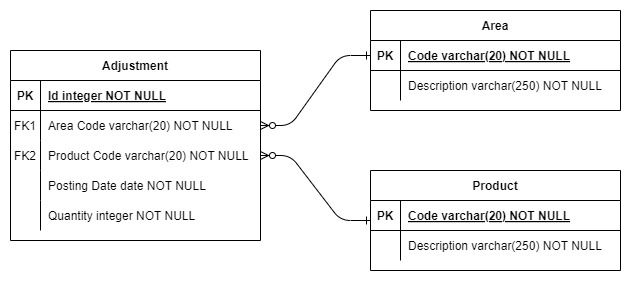 Adjustment
PK Id integer NOT NULL
FK1 Area Code varchar(20) NOT NULL
FK2 Product Code varchar(20) NOT NULL
Posting Date date NOT NULL
Quantity integer NOT NULL
Area
PK Code varchar(20) NOT NULL
Description varchar(250) NOT NULL
Product
PK Code varchar(20) NOT NULL
Description varchar(250) NOT NULL